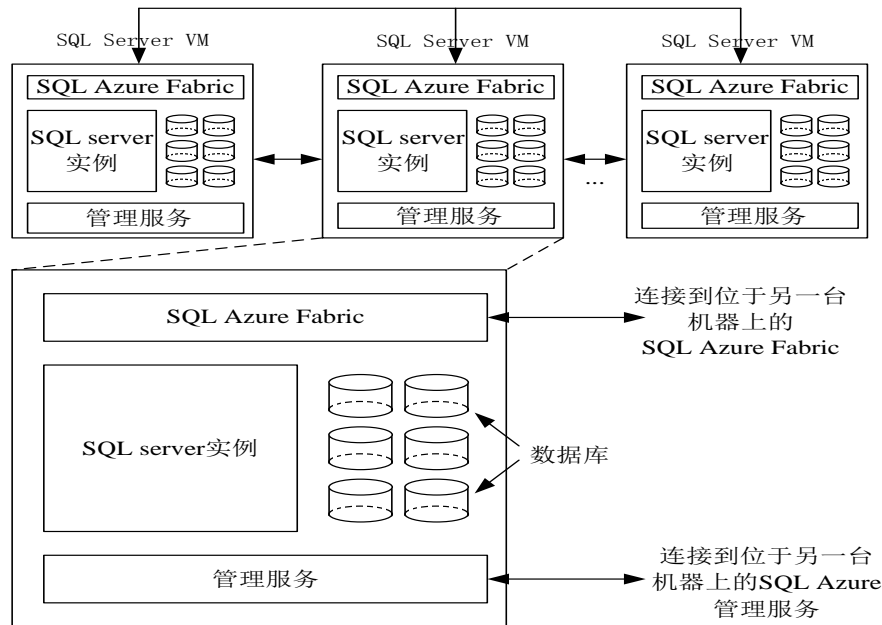 SQL Server VM
SQL Server VM
SQL Server VM
SQL Azure Fabric
SQL Azure Fabric
SQL Azure Fabric
SQL server
实例
SQL server
实例
SQL server
实例
...
管理服务
管理服务
管理服务
SQL Azure Fabric
连接到位于另一台
机器上的
SQL Azure Fabric
SQL server实例
数据库
管理服务
连接到位于另一台
机器上的SQL Azure
管理服务